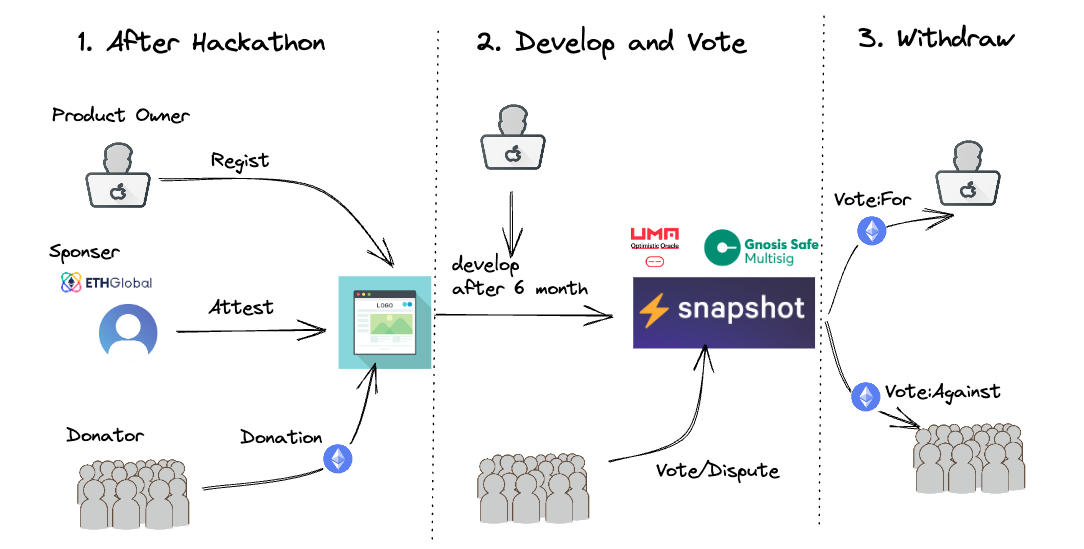 1. After Hackathon
Product Owner
Regist
Sponser
ETHGlobal
Attest
LOGO
Donator
Donation
2. Develop and Vote
develop
after 6 month
UMA
Optimistic Oracle
Gnosis Safe
Multisig
snapshot
Vote/Dispute
3. Withdraw
Vote:For
Vote:Against